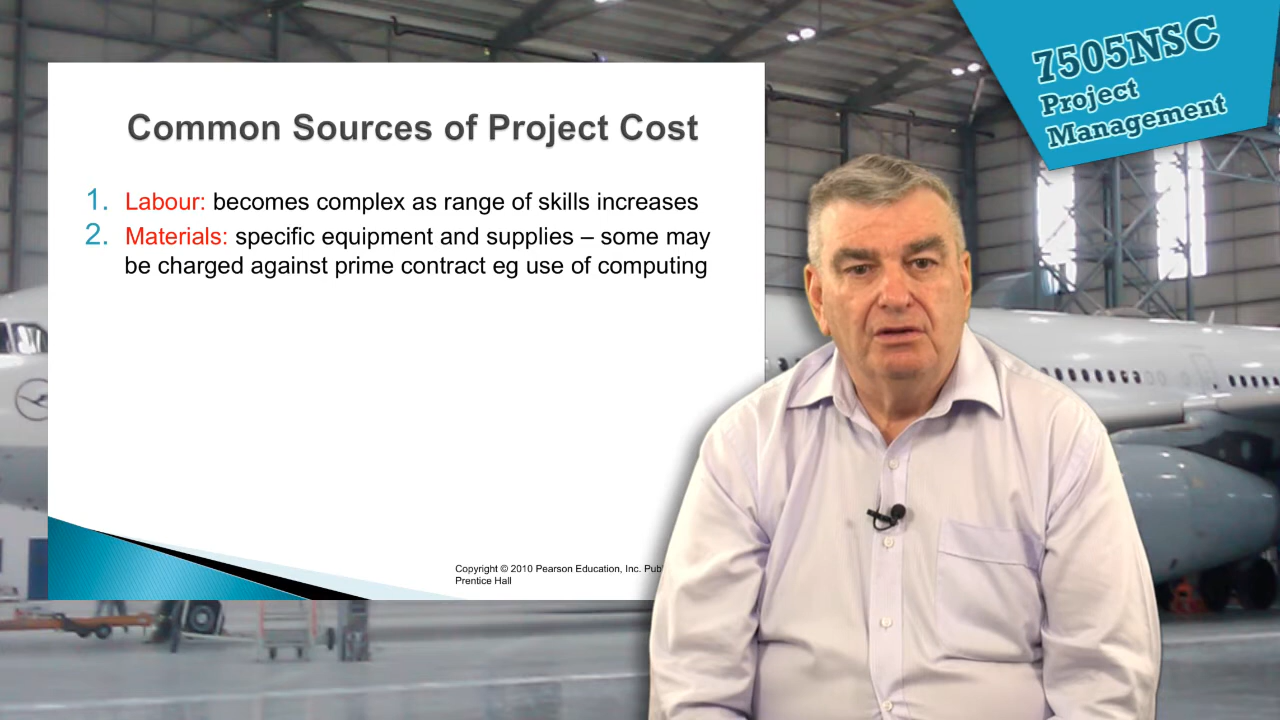 7505NSC
Project
Management
Common Sources of Project Cost
1. Labour: becomes complex as range of skills increases
2. Materials: specific equipment and supplies – some may
be charged against prime contract eg use of computing
Copyright © 2010 Pearson Education, Inc.
Prentice Hall